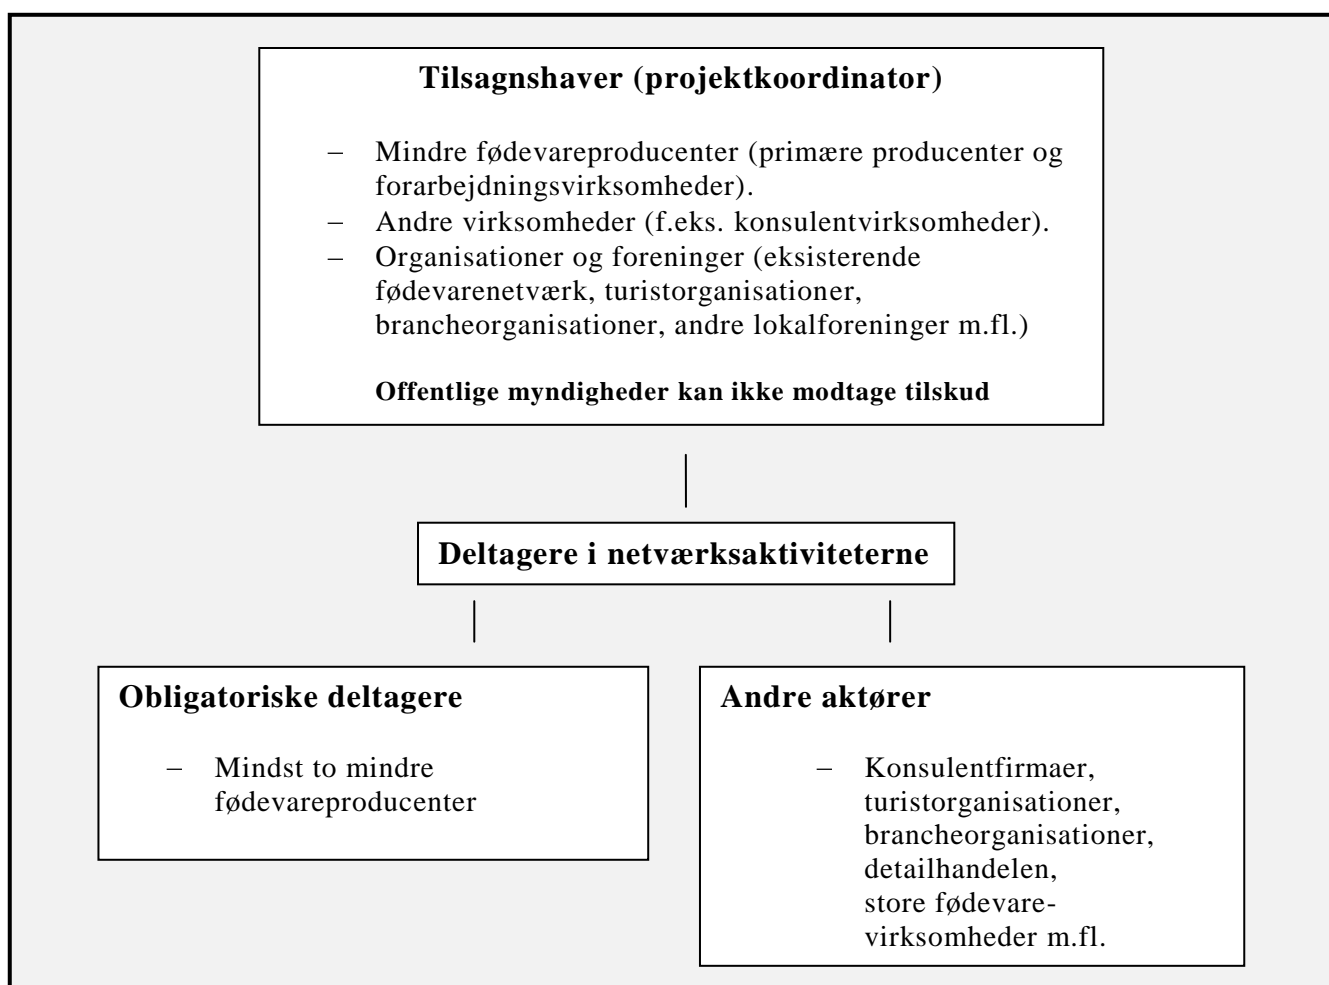 Tilsagnshaver (projektkoordinator)
– Mindre fødevareproducenter (primære producenter og
forarbejdningsvirksomheder).
– Andre virksomheder (f.eks. konsulentvirksomheder).
– Organisationer og foreninger (eksisterende
fødevarenetværk, turistorganisationer,
brancheorganisationer, andre lokalforeninger m.fl.)
Offentlige myndigheder kan ikke modtage tilskud
Deltagere i netværksaktiviteterne
Obligatoriske deltagere
– Mindst to mindre
fødevareproducenter
Andre aktører
– Konsulentfirmaer,
turistorganisationer,
brancheorganisationer,
detailhandelen,
store fødevare-
virksomheder m.fl.